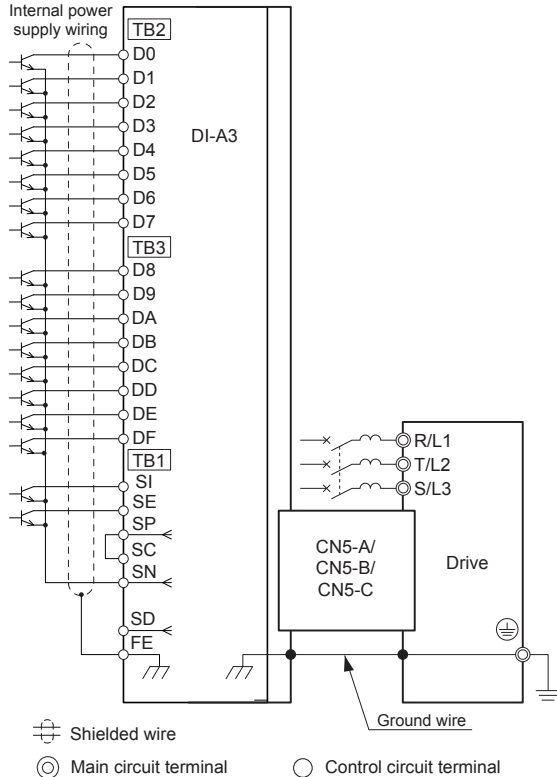 Internal power
supply wiring
TB2
D0
D1
D2
D3
D4
D5
D6
D7
DI-A3
TB3
D8
D9
DA
DB
DC
DD
DE
DF
TB1
SI
SE
SP
SC
SN
SD
FE
R/L1
T/L2
S/L3
CN5-A/
CN5-B/
CN5-C
Drive
Ground wire
Shielded wire
Main circuit terminal
Control circuit terminal